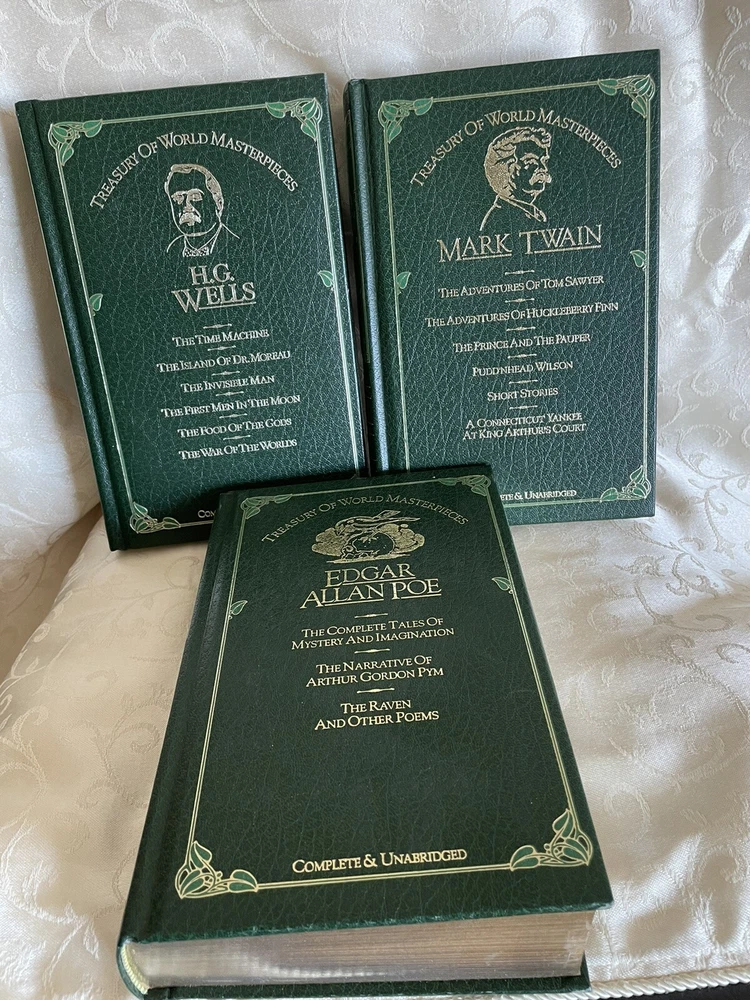 TREASURY OF WORLD MASTERPIECES
H.G.
WELLS
THE TIME MACHINE
THE ISLAND OF DR. MOREAU
THE INVISIBLE MAN
THE FIRST MEN IN THE MOON
THE FOOD OF THE GODS
THE WAR OF THE WORLDS
TREASURY OF WORLD MASTERPIECES
MARK TWAIN
THE ADVENTURES OF TOM SAWYER
THE ADVENTURES OF HUCKLEBERRY FINN
THE PRINCE AND THE PAUPER
PUDD'NHEAD WILSON
SHORT STORIES
A CONNECTICUT YANKEE
AT KING ARTHUR'S COURT
& UNABRIDGED
TREASURY OF WORLD MASTERPIECES
EDGAR
ALLAN POE
THE COMPLETE TALES OF
MYSTERY AND IMAGINATION
THE NARRATIVE OF
ARTHUR GORDON PYM
THE RAVEN
AND OTHER POEMS
COMPLETE & UNABRIDGED